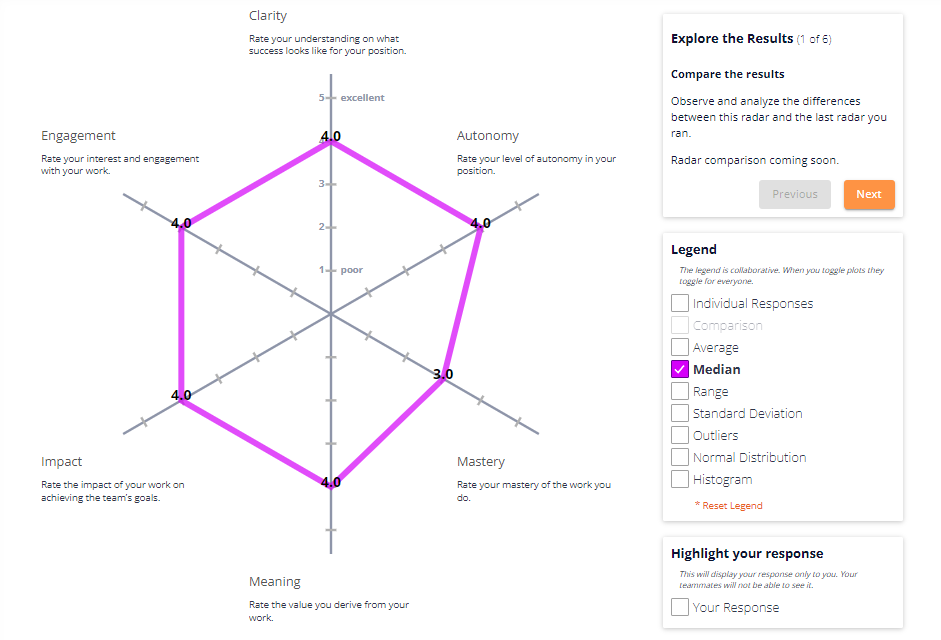 Clarity
Rate your understanding on what
success looks like for your position.
5 excellent
4.0
3
2
1 poor
Engagement
Rate your interest and engagement
with your work.
4.0
Autonomy
Rate your level of autonomy in your
position.
4.0
3.0
4.0
4.0
Impact
Rate the impact of your work on
achieving the team's goals.
Mastery
Rate your mastery of the work you
do.
Meaning
Rate the value you derive from your
work.
Explore the Results (1 of 6)
Compare the results
Observe and analyze the differences
between this radar and the last radar you
ran.
Radar comparison coming soon.
Previous Next
Legend
The legend is collaborative. When you toggle plots they
toggle for everyone.
Individual Responses
Comparison
Average
Median
Range
Standard Deviation
Outliers
Normal Distribution
Histogram
* Reset Legend
Highlight your response
This will display your response only to you. Your
teammates will not be able to see it.
Your Response